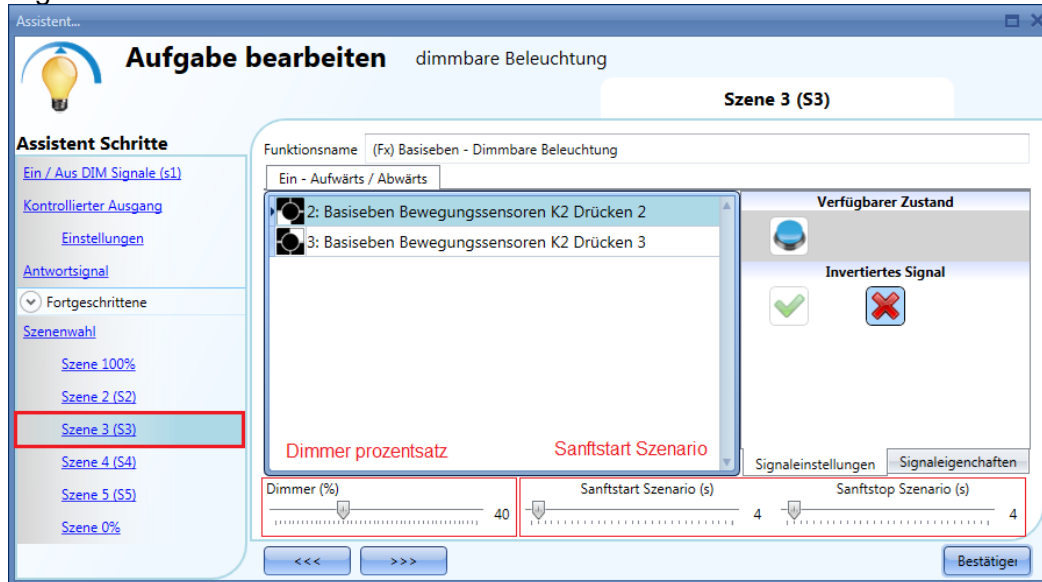 Assistent...
Aufgabe bearbeiten dimmbare Beleuchtung
Szene 3 (S3)
Assistent Schritte
Ein / Aus DIM Signale (s1)
Kontrollierter Ausgang
Einstellungen
Antwortsignal
Fortgeschrittene
Szenenwahl
Szene 100%
Szene 2 (S2)
Szene 3 (S3)
Szene 4 (S4)
Szene 5 (S5)
Szene 0%
Funktionsname (Fx) Basiseben - Dimmbare Beleuchtung
Ein - Aufwärts / Abwärts
2: Basiseben Bewegungssensoren K2 Drücken 2
3: Basiseben Bewegungssensoren K2 Drücken 3
Dimmer prozentsatz Sanftstart Szenario
Verfügbarer Zustand
Invertiertes Signal
Signaleinstellungen Signaleigenchaften
Dimmer (%) 40
Sanftstart Szenario (s) 4
Sanftstop Szenario (s) 4
<<< >>>
Bestätiger